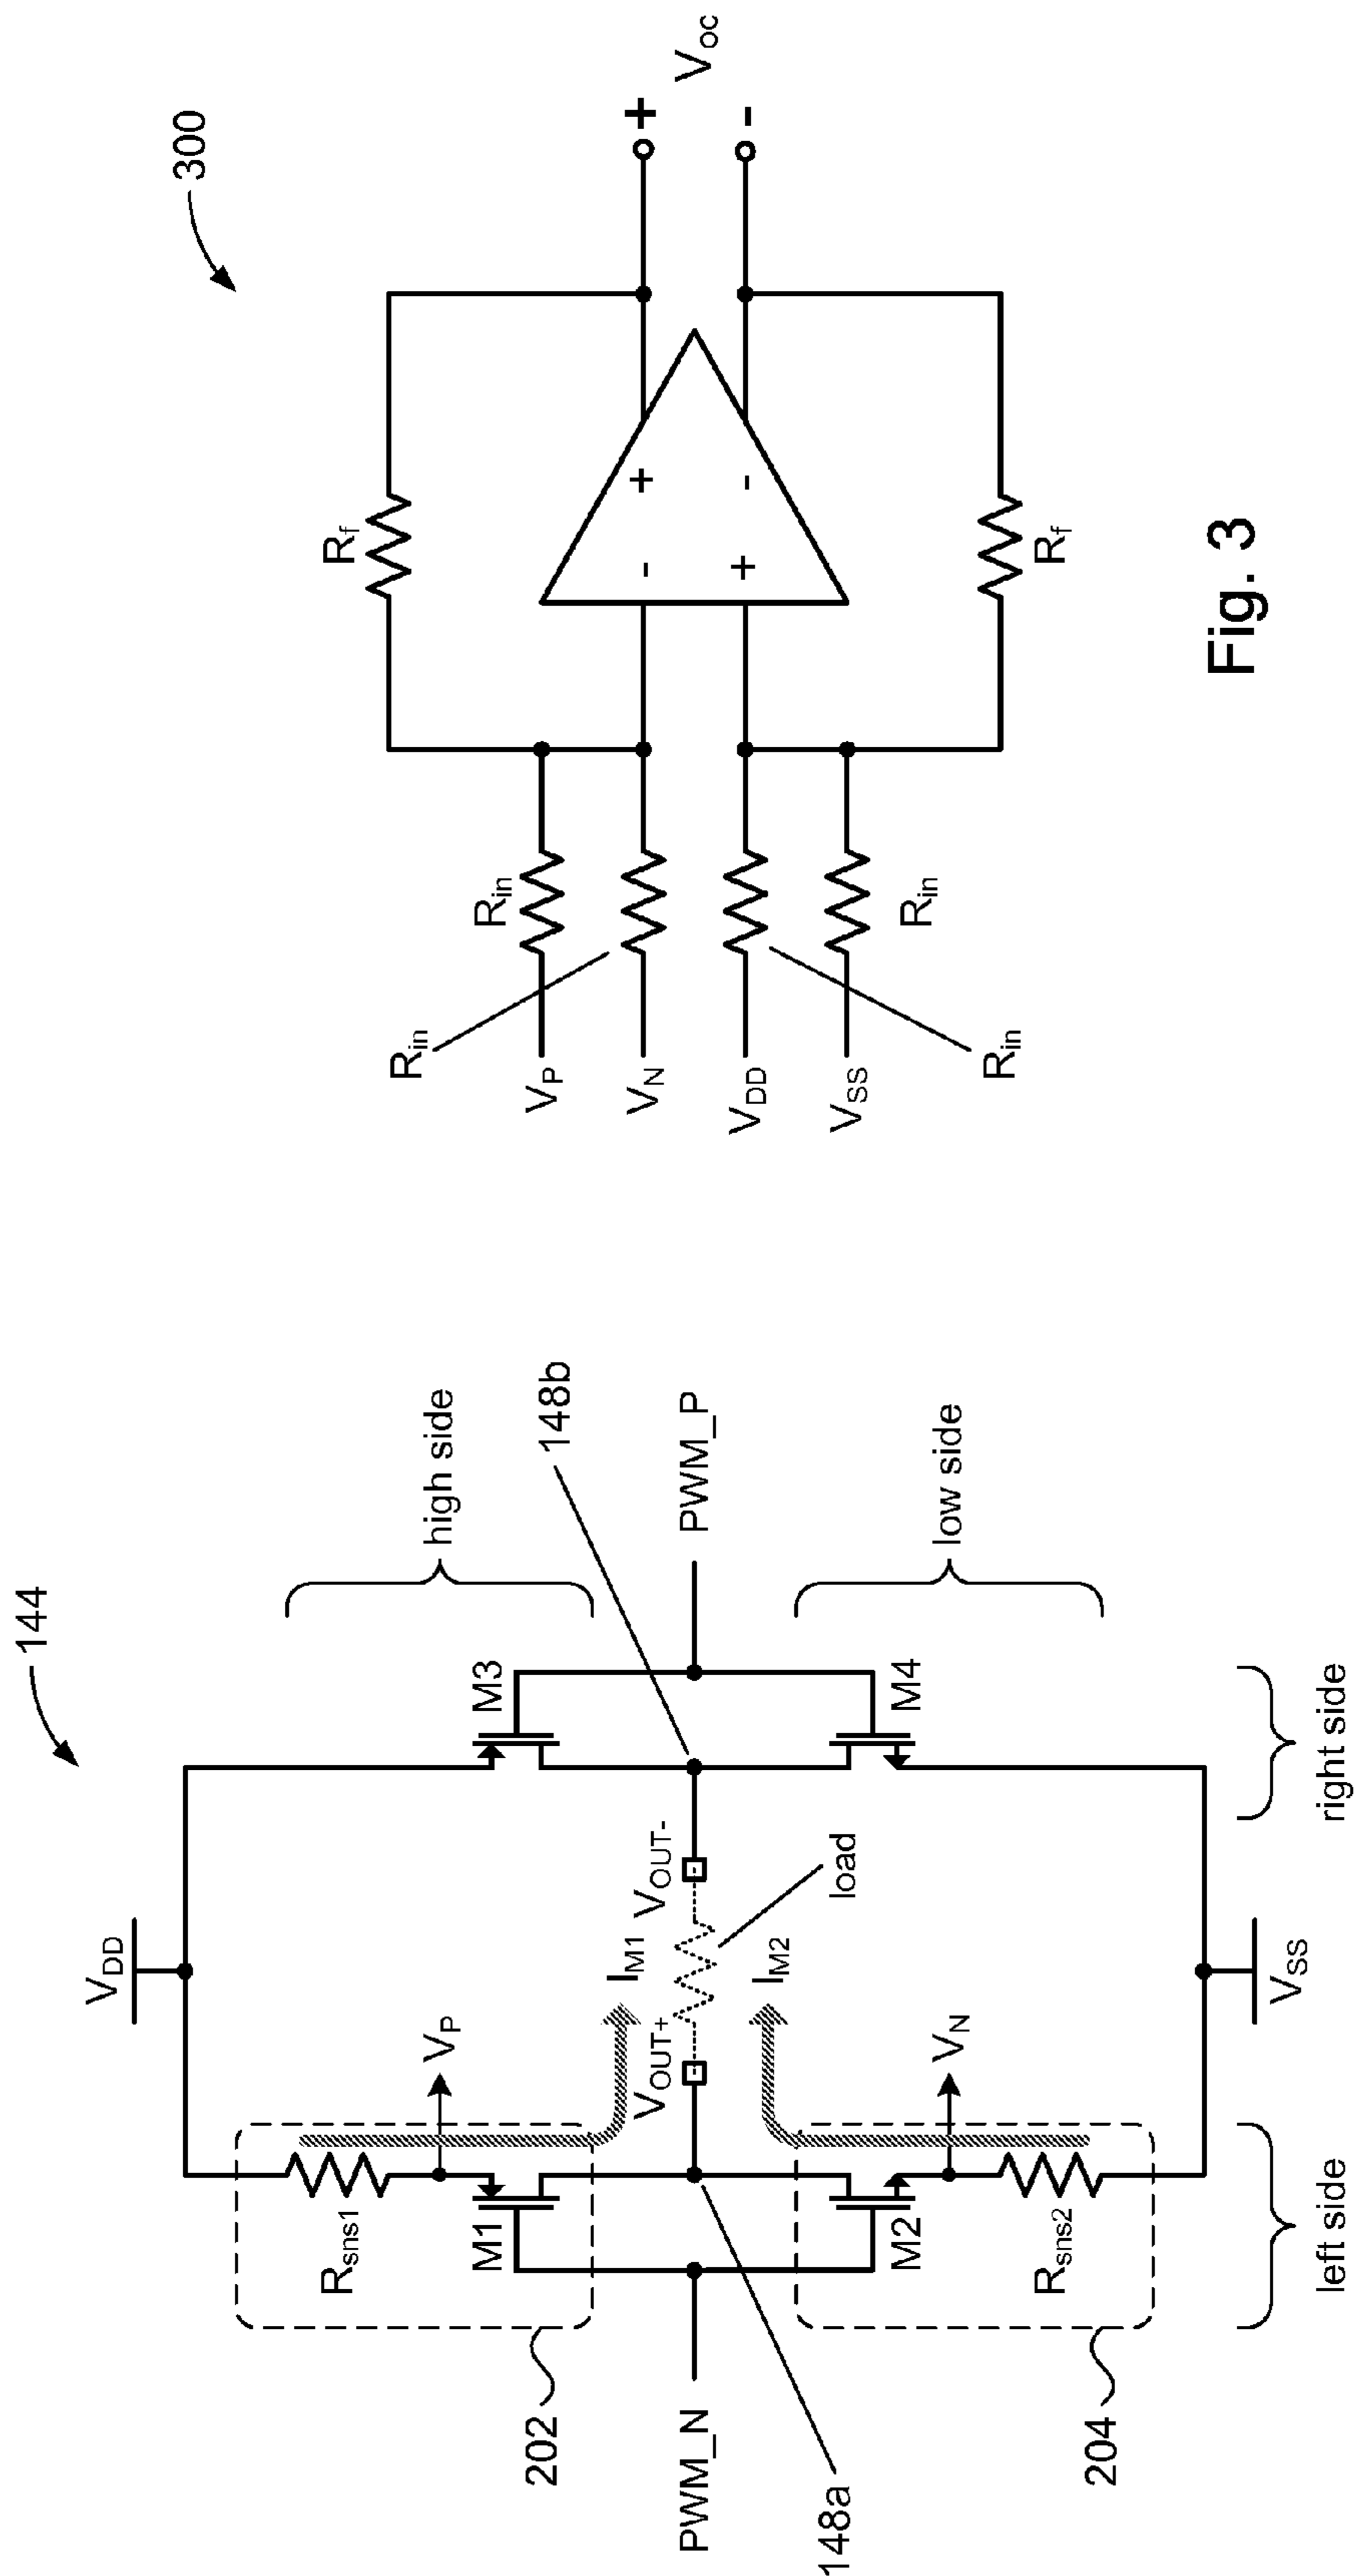 144
V_DD
high side
R_sns1
V_P
M1
M3
202
I_M1
148b
PWM_N
V_OUT+
V_OUT-
PWM_P
148a
load
I_M2
low side
M2
M4
V_N
R_sns2
204
V_SS
left side
right side
300
R_f
R_in
V_P
R_in
V_N
- +
+ -
+
V_oc
-
V_DD
R_in
V_SS
R_in
R_f
Fig. 3